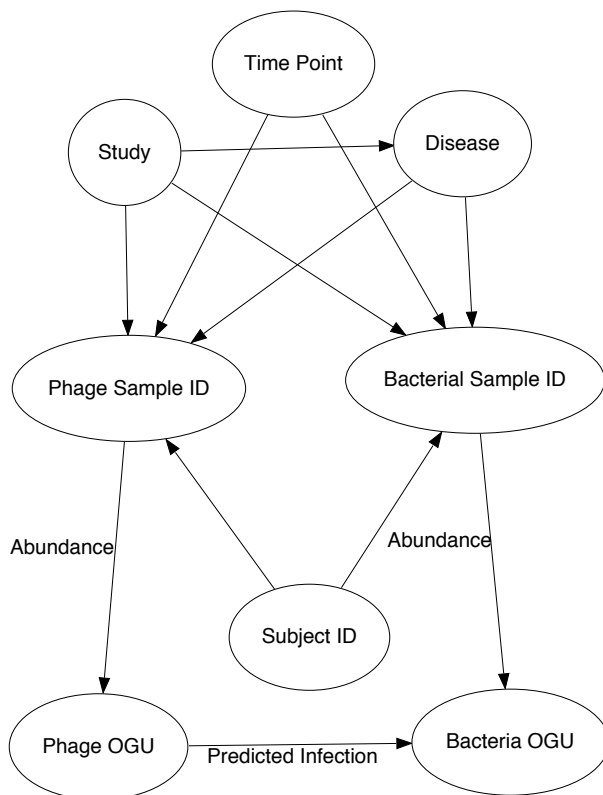 Time Point
Study
Disease
Phage Sample ID
Bacterial Sample ID
Abundance
Abundance
Subject ID
Phage OGU
Predicted Infection
Bacteria OGU